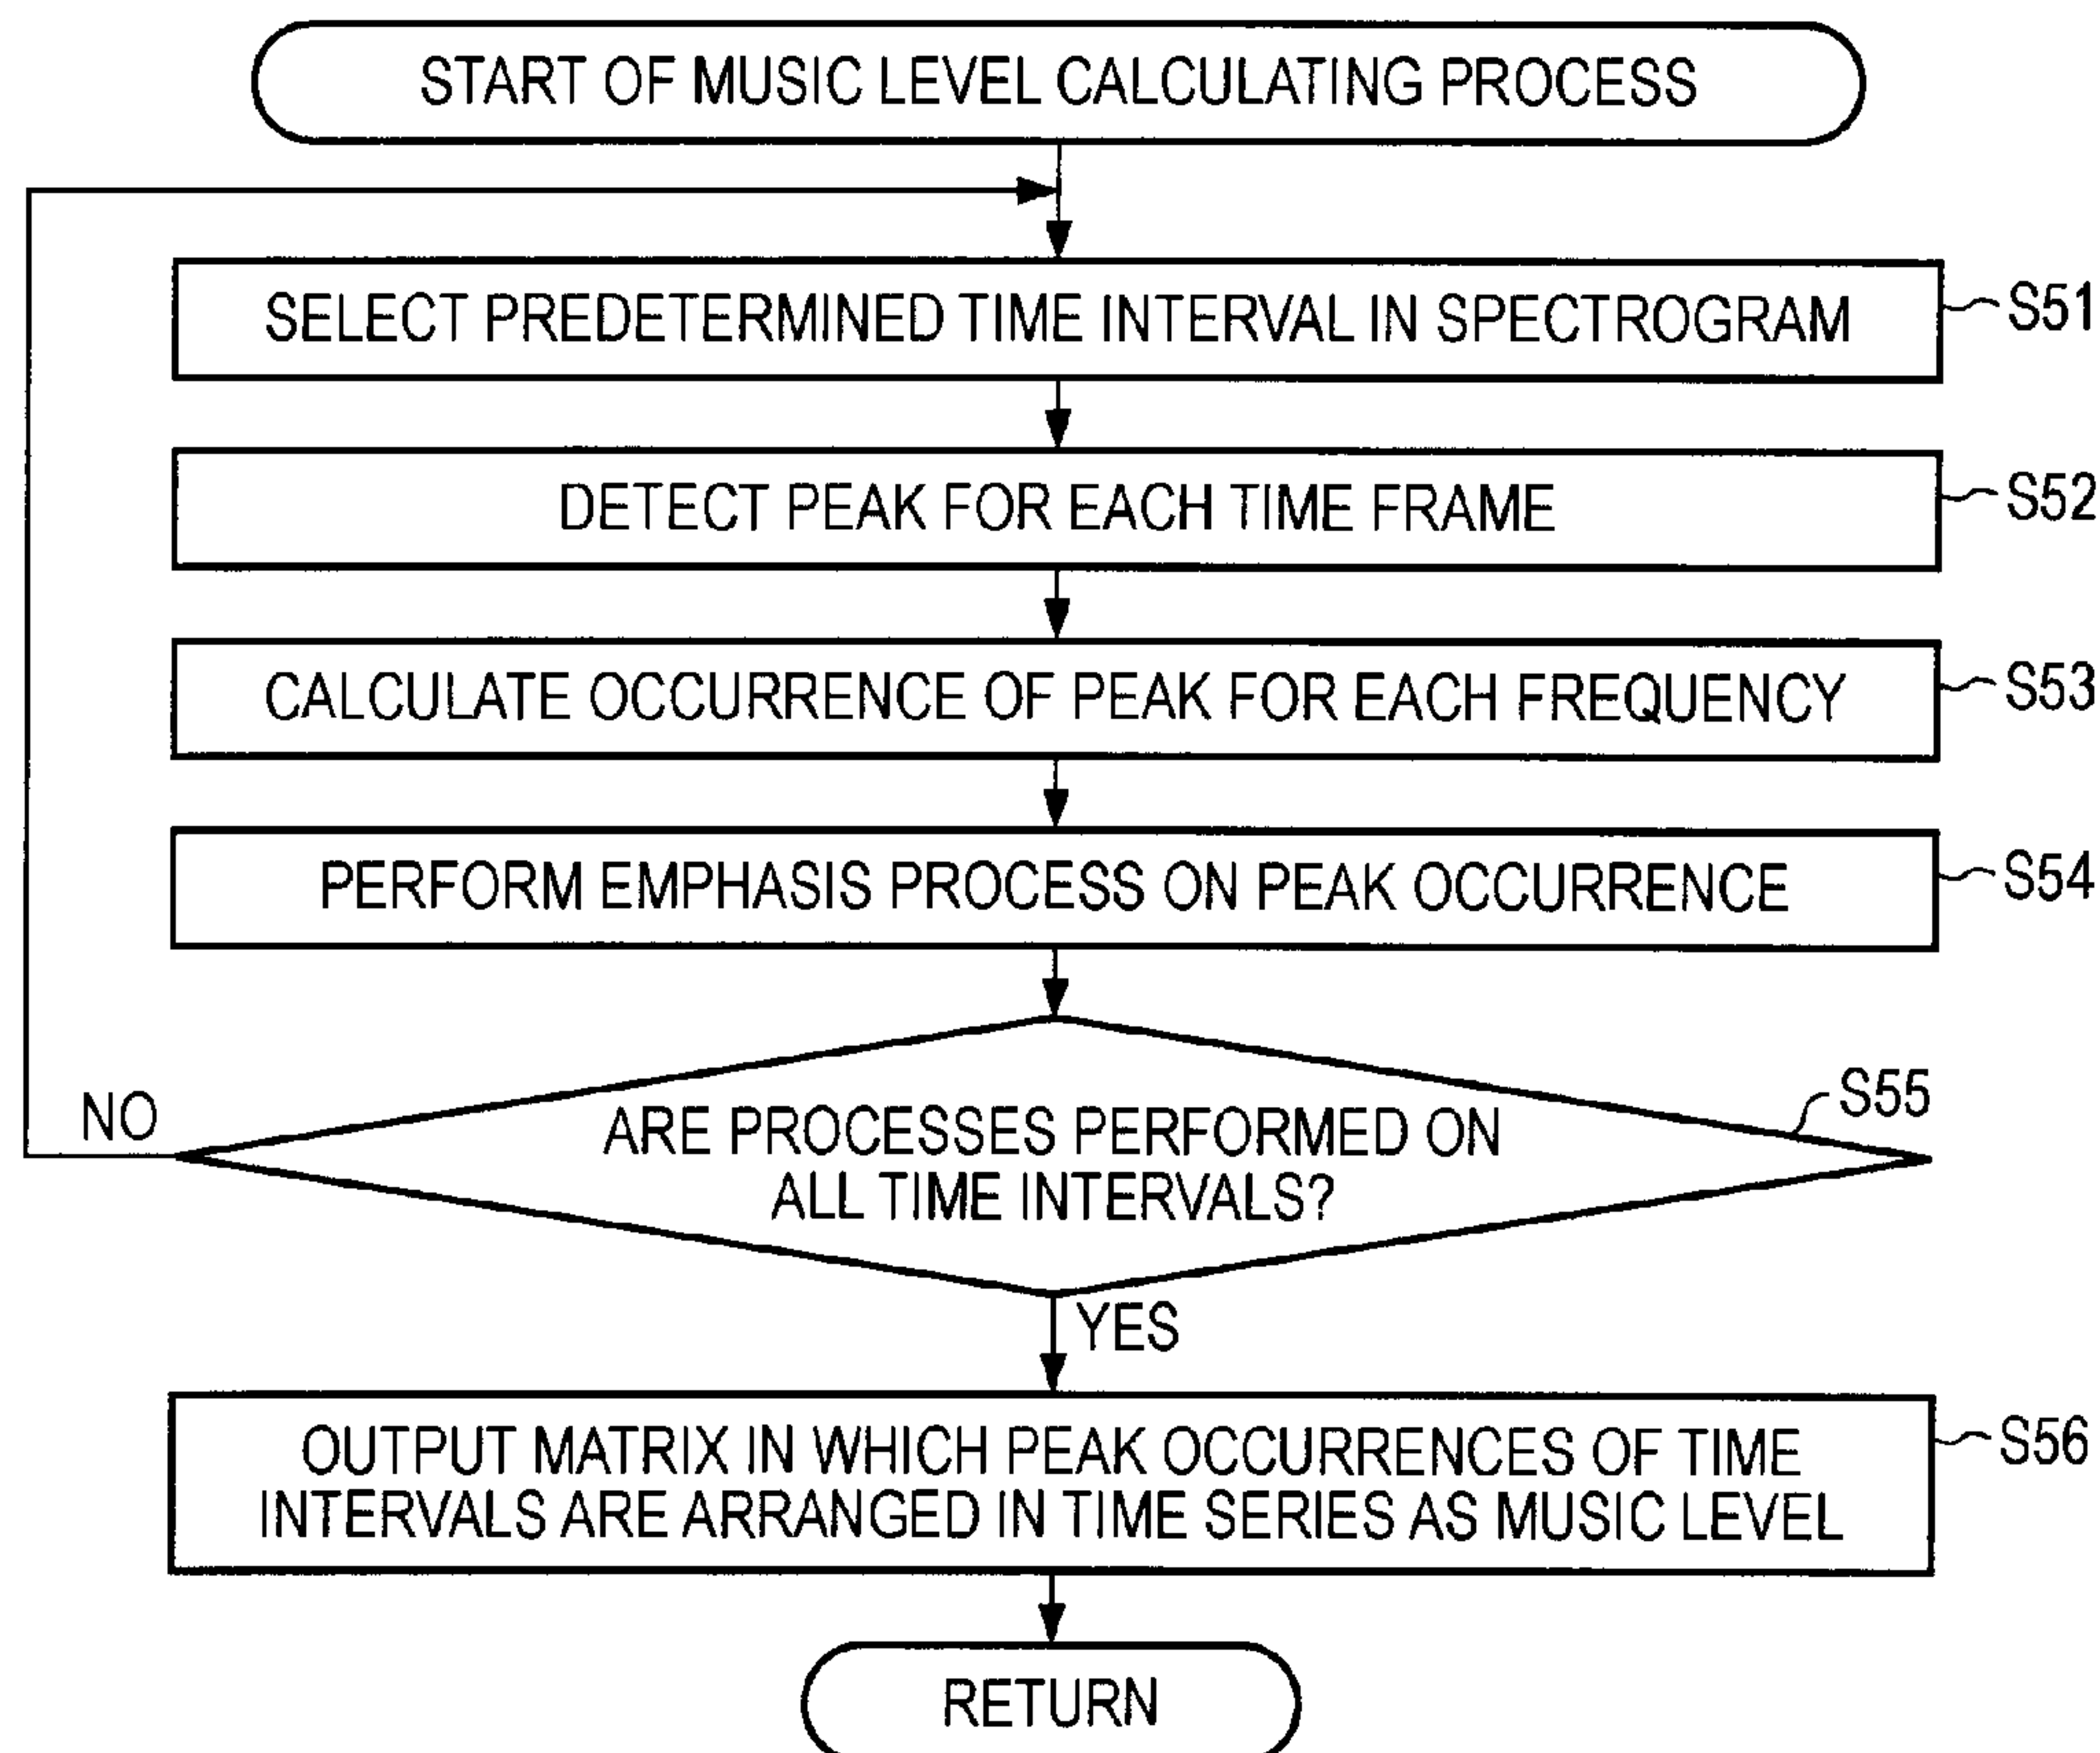 START OF MUSIC LEVEL CALCULATING PROCESS
SELECT PREDETERMINED TIME INTERVAL IN SPECTROGRAM
S51
DETECT PEAK FOR EACH TIME FRAME
S52
CALCULATE OCCURRENCE OF PEAK FOR EACH FREQUENCY
S53
PERFORM EMPHASIS PROCESS ON PEAK OCCURRENCE
S54
NO
ARE PROCESSES PERFORMED ON
ALL TIME INTERVALS?
S55
YES
OUTPUT MATRIX IN WHICH PEAK OCCURRENCES OF TIME
INTERVALS ARE ARRANGED IN TIME SERIES AS MUSIC LEVEL
S56
RETURN